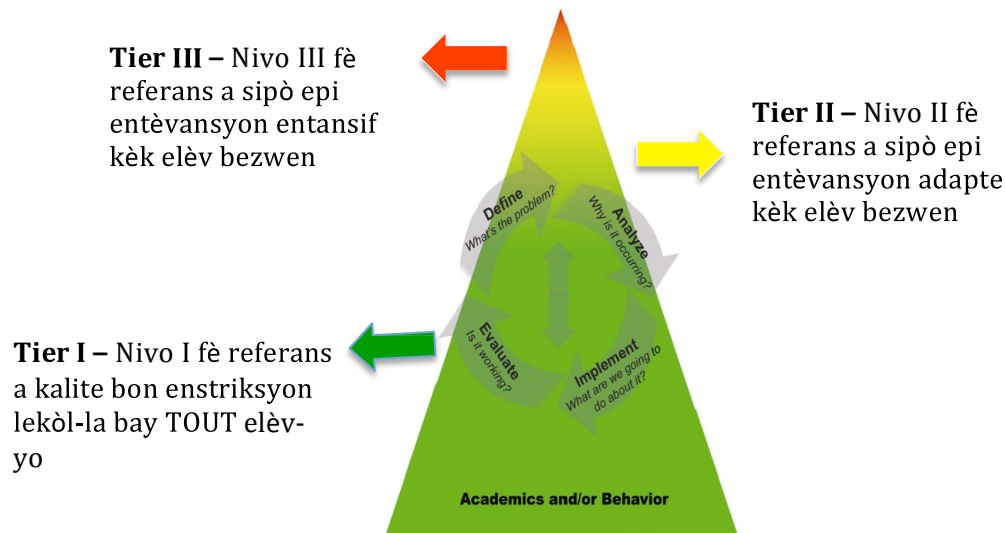 Tier III – Nivo III fè
referans a sipò epi
entèvansyon entansif
kèk elèv bezwen
Tier II – Nivo II fè
referans a sipò epi
entèvansyon adapte
kèk elèv bezwen
Define
What's the problem?
Analyze
Why is it occurring?
Implement
What are we going to
do about it?
Evaluate
Is it working?
Tier I – Nivo I fè referans
a kalite bon enstriksyon
lekòl-la bay TOUT elèv-
yo
Academics and/or Behavior